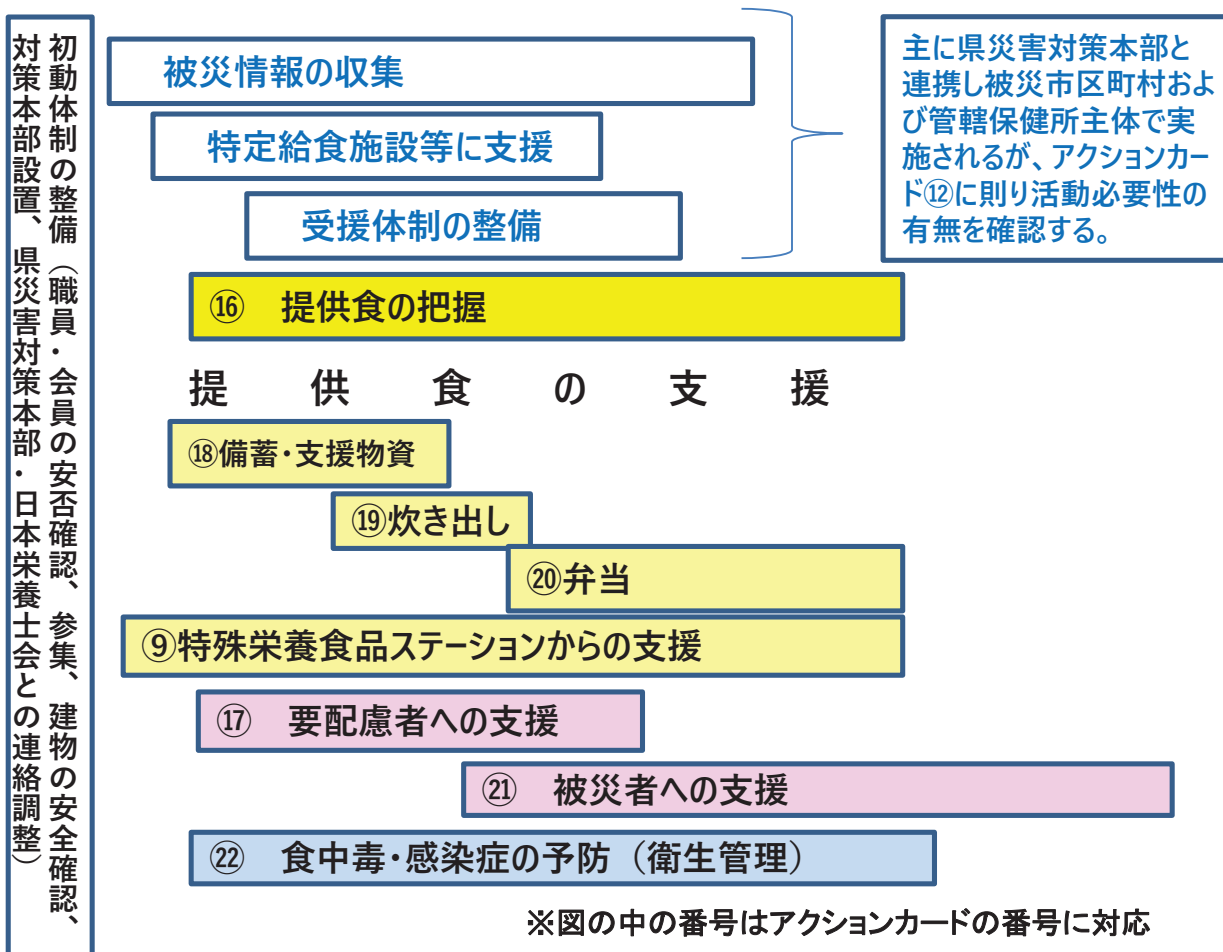 初動体制の整備（職員・会員の安否確認、参集、建物の安全確認、
対策本部設置、県災害対策本部・日本栄養士会との連絡調整）
被災情報の収集
特定給食施設等に支援
受援体制の整備
主に県災害対策本部と
連携し被災市区町村およ
び管轄保健所主体で実
施されるが、アクションカー
ド⑫に則り活動必要性の
有無を確認する。
⑯ 提供食の把握
提供食の支援
⑱備蓄・支援物資
⑲炊き出し
⑳弁当
⑨特殊栄養食品ステーションからの支援
⑰ 要配慮者への支援
㉑ 被災者への支援
㉒ 食中毒・感染症の予防（衛生管理）
※図の中の番号はアクションカードの番号に対応